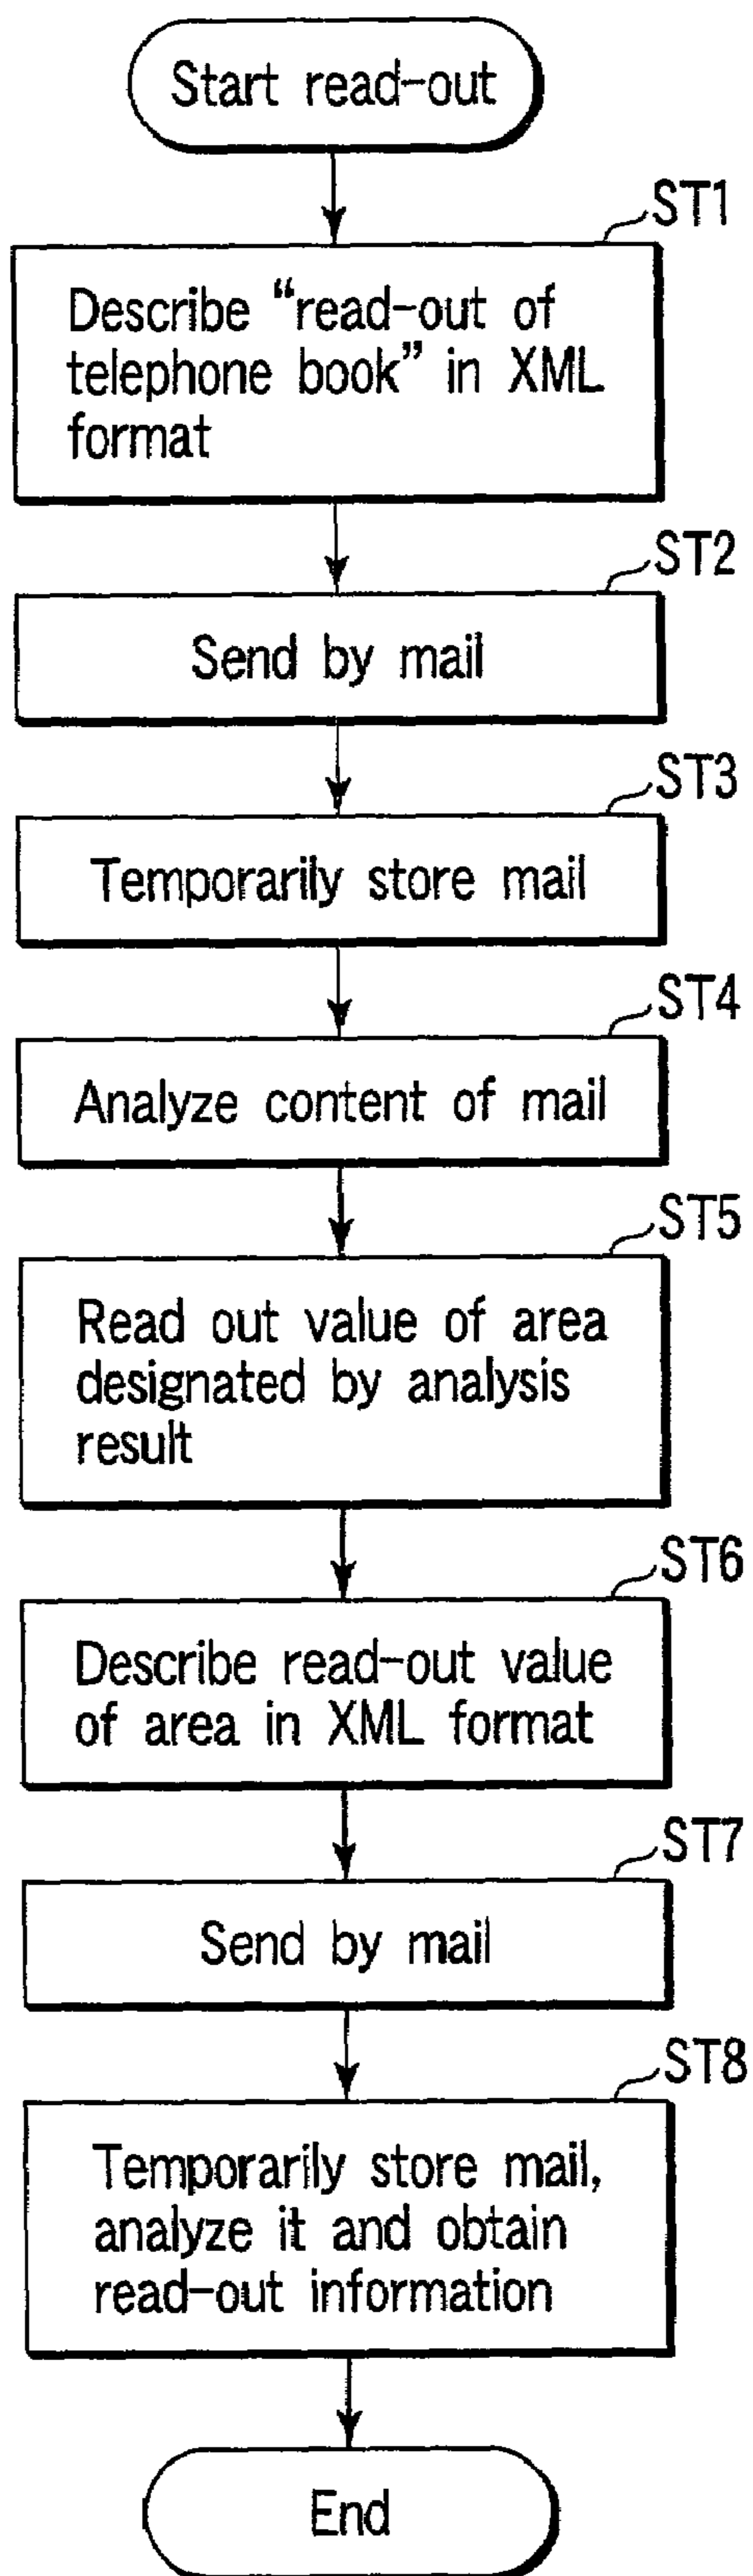 Start read-out
ST1
Describe “read-out of
telephone book” in XML
format
ST2
Send by mail
ST3
Temporarily store mail
ST4
Analyze content of mail
ST5
Read out value of area
designated by analysis
result
ST6
Describe read-out value
of area in XML format
ST7
Send by mail
ST8
Temporarily store mail,
analyze it and obtain
read-out information
End